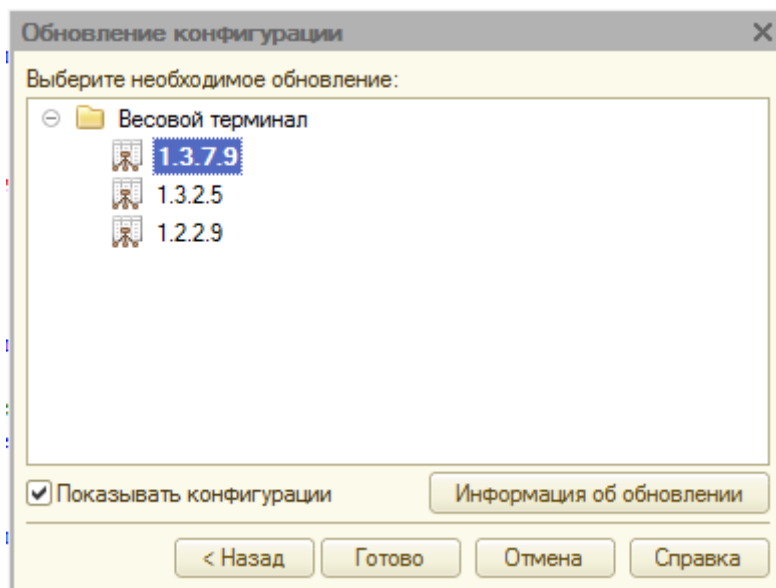 Обновление конфигурации
Выберите необходимое обновление:
Весовой терминал
1.3.7.9
1.3.2.5
1.2.2.9
Показывать конфигурации
Информация об обновлении
< Назад
Готово
Отмена
Справка